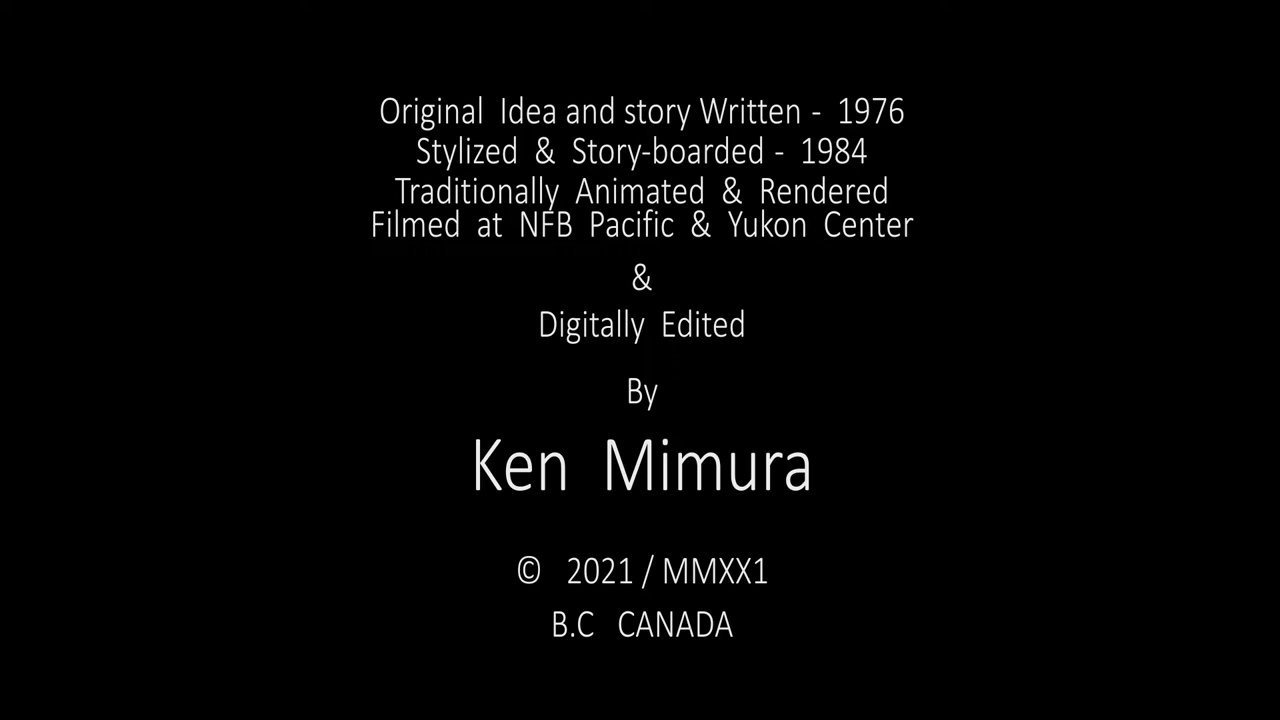 Original Idea and story Written - 1976
Stylized & Story-boarded - 1984
Traditionally Animated & Rendered
Filmed at NFB Pacific & Yukon Center
&
Digitally Edited
By
Ken Mimura
© 2021 / MMXX1
B.C CANADA